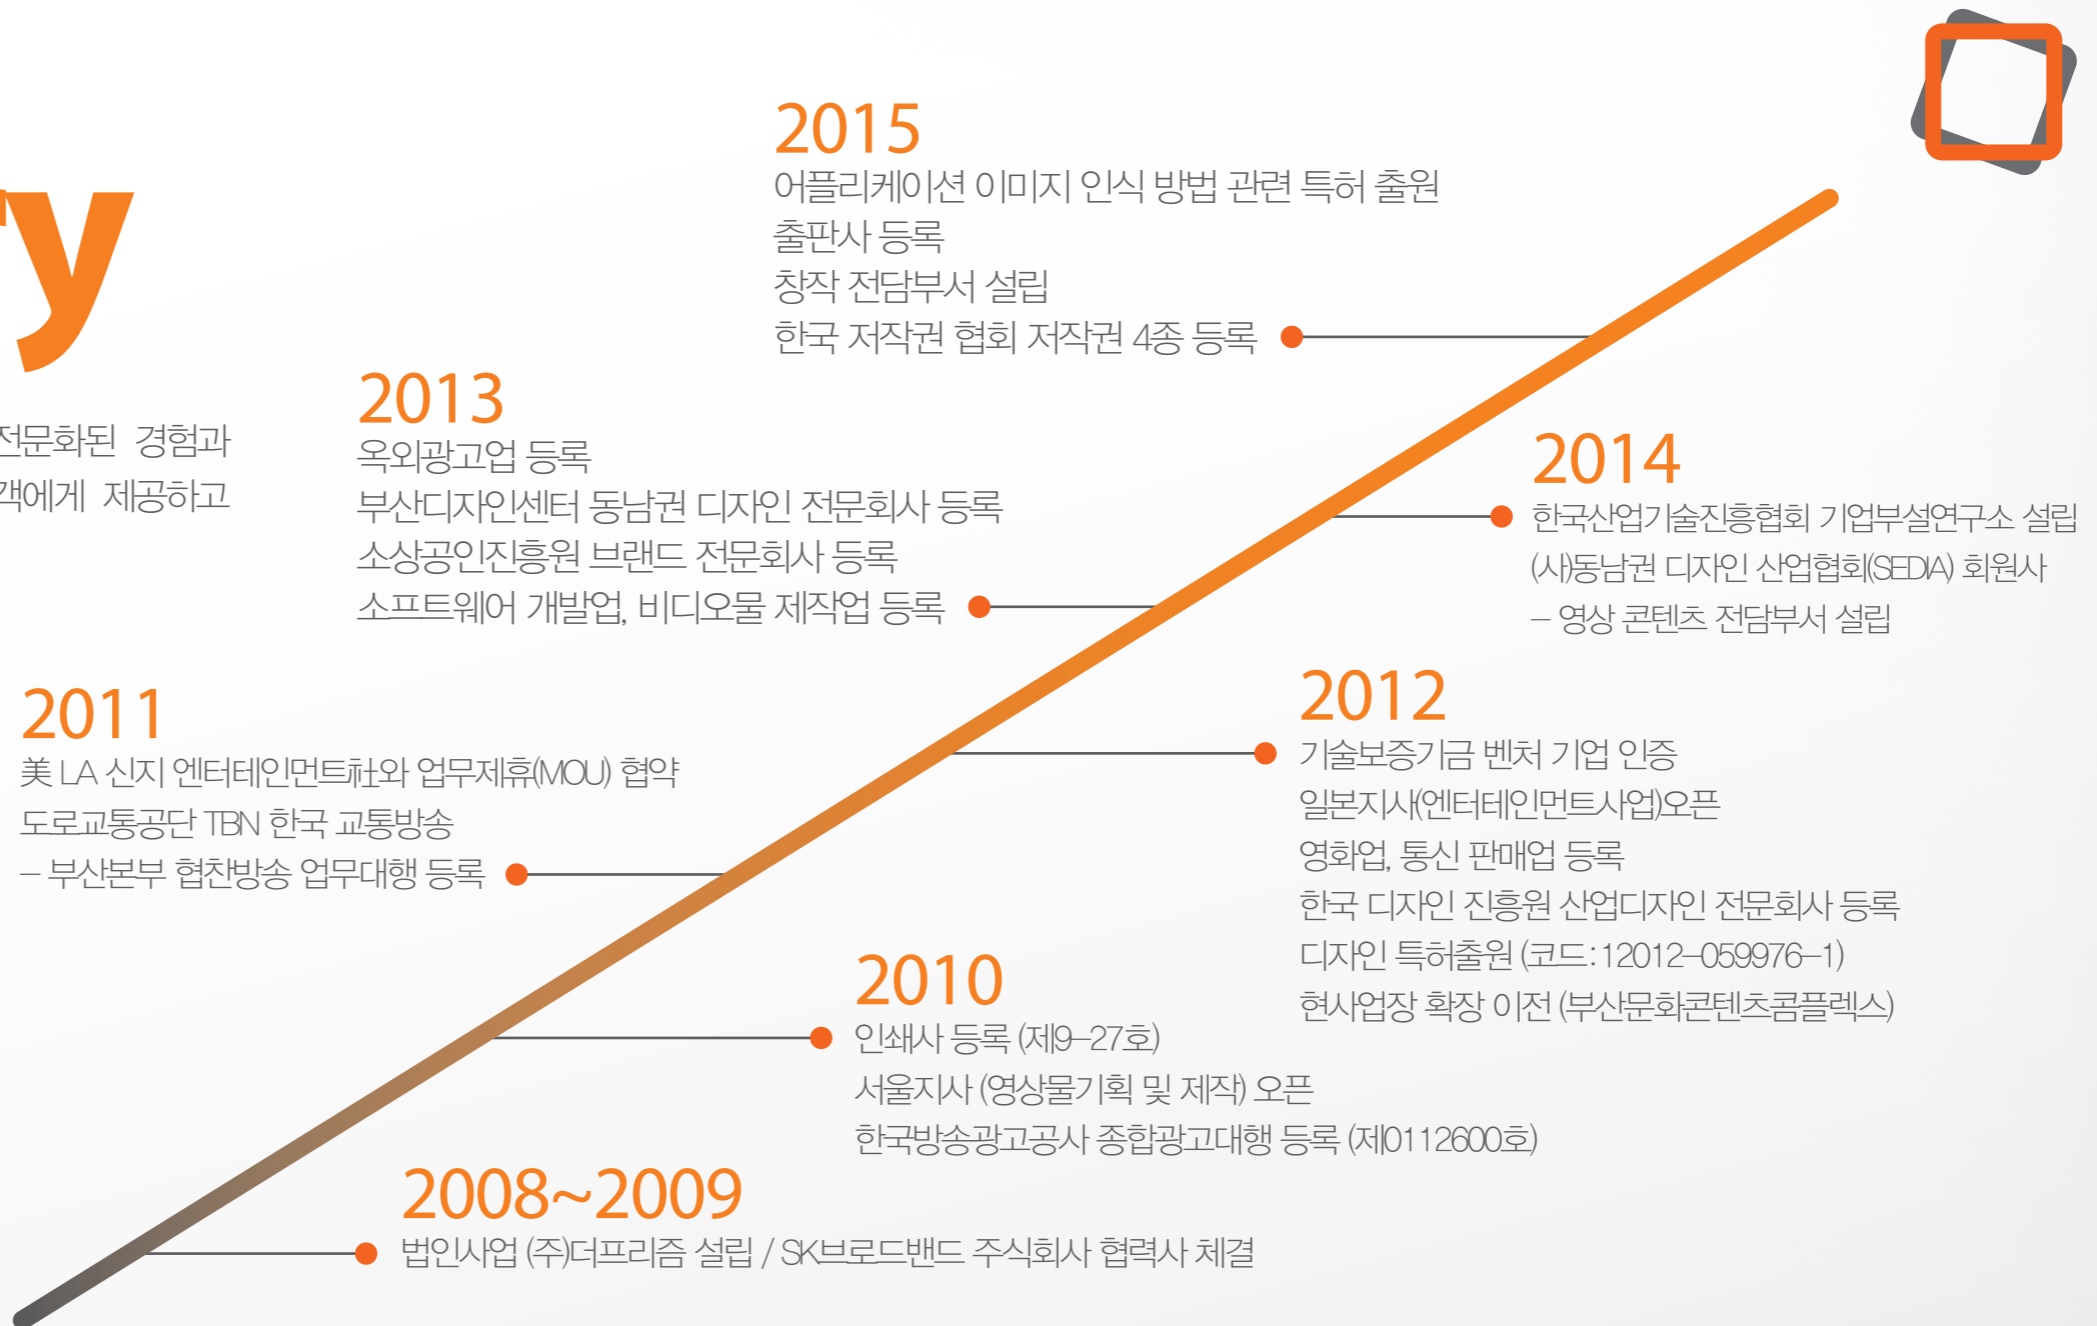 ry
전문화된 경험과
객에게 제공하고
2015
어플리케이션 이미지 인식 방법 관련 특허 출원
출판사 등록
창작 전담부서 설립
한국 저작권 협회 저작권 4종 등록
2013
옥외광고업 등록
부산디자인센터 동남권 디자인 전문회사 등록
소상공인진흥원 브랜드 전문회사 등록
소프트웨어 개발업, 비디오물 제작업 등록
2014
한국산업기술진흥협회 기업부설연구소 설립
(사)동남권 디자인 산업협회(SEDIA) 회원사
– 영상 콘텐츠 전담부서 설립
2011
美 LA 신지 엔터테인먼트社와 업무제휴(MOU) 협약
도로교통공단 TBN 한국 교통방송
– 부산본부 협찬방송 업무대행 등록
2012
기술보증기금 벤처 기업 인증
일본지사(엔터테인먼트사업)오픈
영화업, 통신 판매업 등록
한국 디자인 진흥원 산업디자인 전문회사 등록
디자인 특허출원 (코드:12012–059976–1)
현사업장 확장 이전 (부산문화콘텐츠콤플렉스)
2010
인쇄사 등록 (제9–27호)
서울지사 (영상물기획 및 제작) 오픈
한국방송광고공사 종합광고대행 등록 (제0112600호)
2008~2009
법인사업 (주)더프리즘 설립 / SK브로드밴드 주식회사 협력사 체결